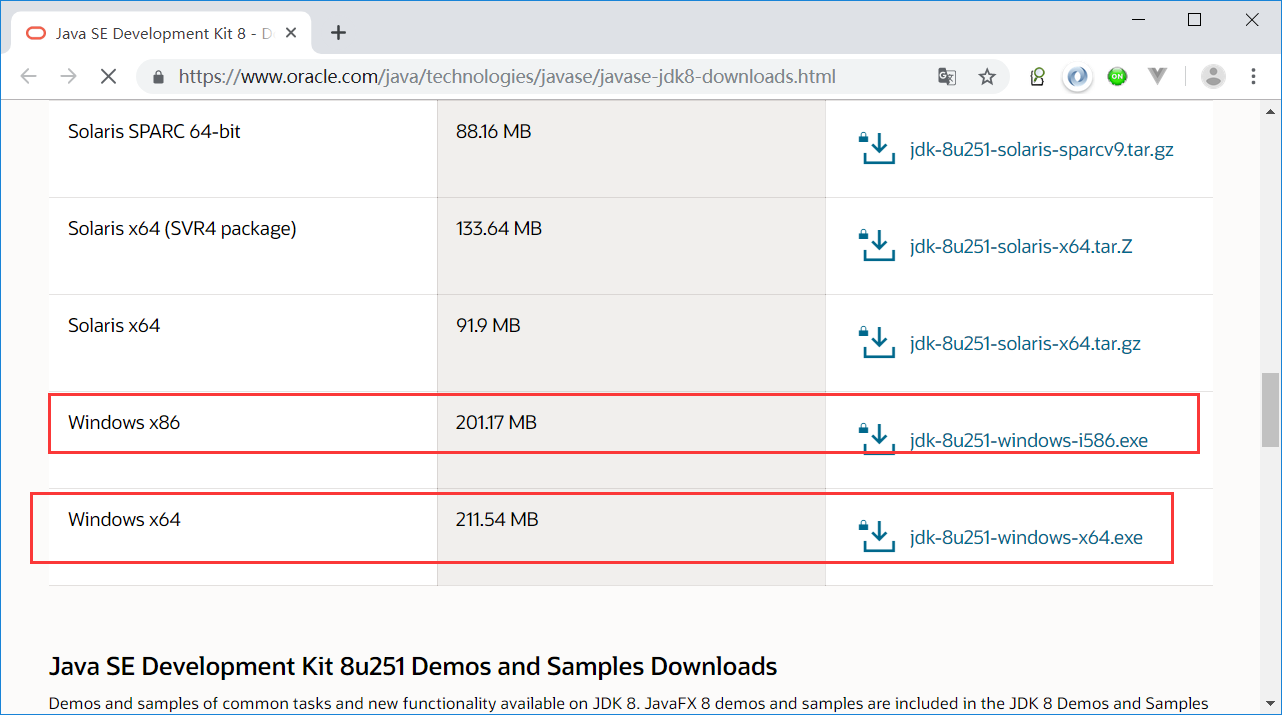 Java SE Development Kit 8 - D
https://www.oracle.com/java/technologies/javase/javase-jdk8-downloads.html
ON
Solaris SPARC 64-bit 88.16 MB jdk-8u251-solaris-sparcv9.tar.gz
Solaris x64 (SVR4 package) 133.64 MB jdk-8u251-solaris-x64.tar.Z
Solaris x64 91.9 MB jdk-8u251-solaris-x64.tar.gz
Windows x86 201.17 MB jdk-8u251-windows-i586.exe
Windows x64 211.54 MB jdk-8u251-windows-x64.exe
Java SE Development Kit 8u251 Demos and Samples Downloads
Demos and samples of common tasks and new functionality available on JDK 8. JavaFX 8 demos and samples are included in the JDK 8 Demos and Samples